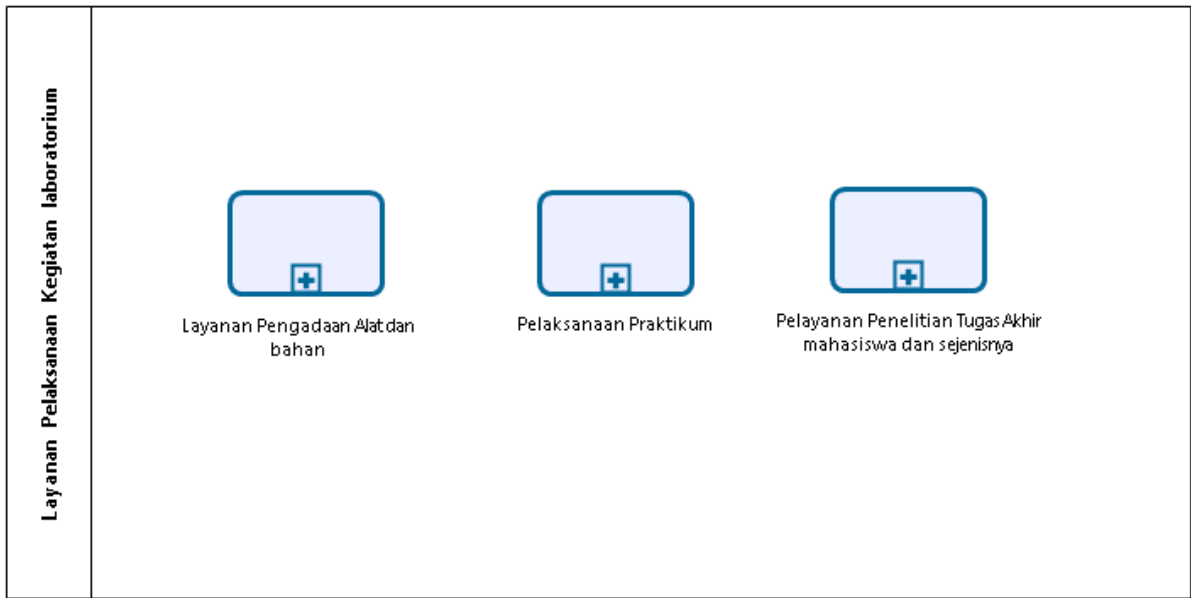 Layanan Pelaksanaan Kegiatan laboratorium
Layanan Pengadaan Alat dan
bahan
Pelaksanaan Praktikum
Pelayanan Penelitian Tugas Akhir
mahasiswa dan sejenisnya